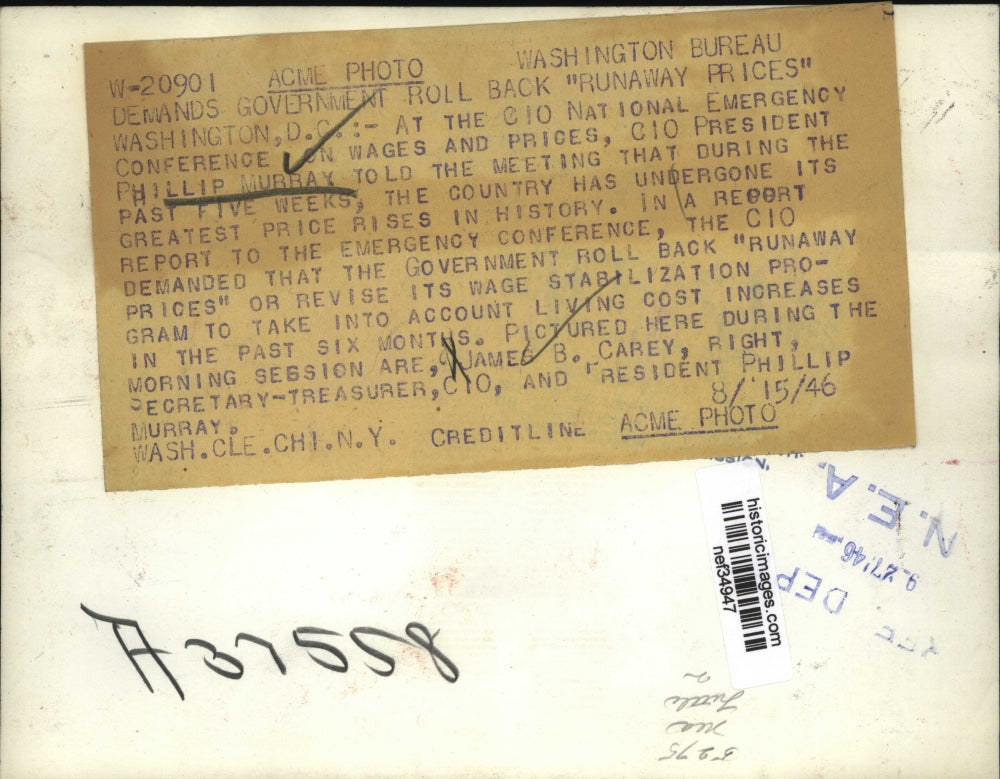 W-20901 ACME PHOTO WASHINGTON BUREAU
DEMANDS GOVERNMENT ROLL BACK "RUNAWAY PRICES"
WASHINGTON, D.C.:- AT THE CIO NATIONAL EMERGENCY
CONFERENCE ON WAGES AND PRICES, CIO PRESIDENT
PHILLIP MURRAY TOLD THE MEETING THAT DURING THE
PAST FIVE WEEKS, THE COUNTRY HAS UNDERGONE ITS
GREATEST PRICE RISES IN HISTORY. IN A REPORT
REPORT TO THE EMERGENCY CONFERENCE, THE CIO
DEMANDED THAT THE GOVERNMENT ROLL BACK "RUNAWAY
PRICES" OR REVISE ITS WAGE STABILIZATION PRO-
GRAM TO TAKE INTO ACCOUNT LIVING COST INCREASES
IN THE PAST SIX MONTHS. PICTURED HERE DURING THE
MORNING SESSION ARE, JAMES B. CAREY, RIGHT,
SECRETARY-TREASURER, CIO, AND PRESIDENT PHILLIP
MURRAY. 8/15/46
WASH.CLE.CHI.N.Y. CREDITLINE ACME PHOTO
N.E.A.
historicimages.com
nef34947
A37558